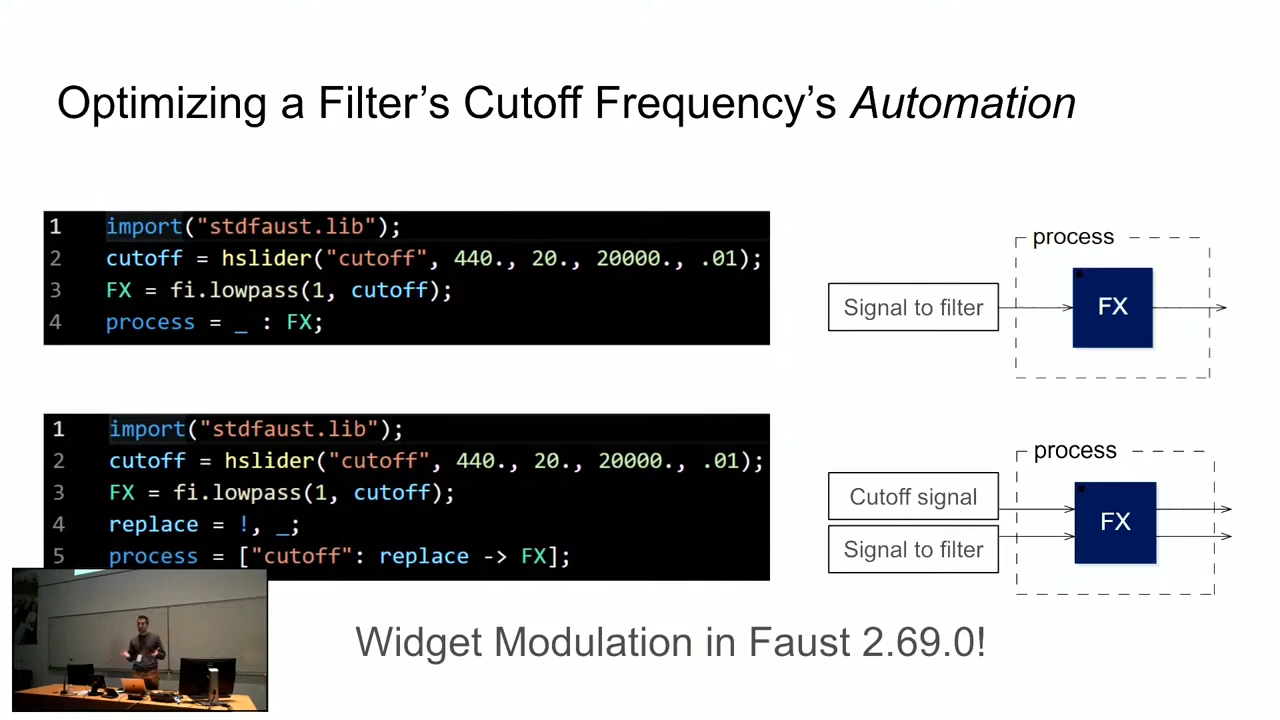 Optimizing a Filter’s Cutoff Frequency’s Automation
1 import("stdfaust.lib");
2 cutoff = hslider("cutoff", 440., 20., 20000., .01);
3 FX = fi.lowpass(1, cutoff);
4 process = _ : FX;
process
Signal to filter
FX
1 import("stdfaust.lib");
2 cutoff = hslider("cutoff", 440., 20., 20000., .01);
3 FX = fi.lowpass(1, cutoff);
4 replace = !, _;
5 process = ["cutoff": replace -> FX];
process
Cutoff signal
Signal to filter
FX
Widget Modulation in Faust 2.69.0!